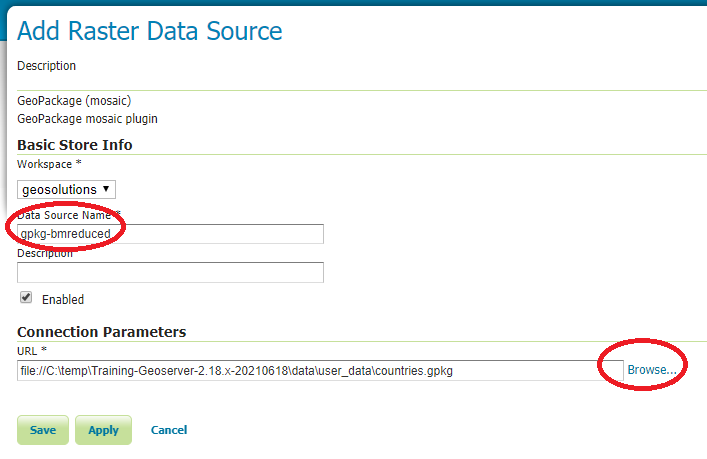 Add Raster Data Source
Description
GeoPackage (mosaic)
GeoPackage mosaic plugin
Basic Store Info
Workspace *
geosolutions
Data Source Name *
gpkg-bmreduced
Description
Enabled
Connection Parameters
URL *
file://C:\temp\Training-Geoserver-2.18.x-20210618\data\user_data\countries.gpkg Browse...
Save Apply Cancel